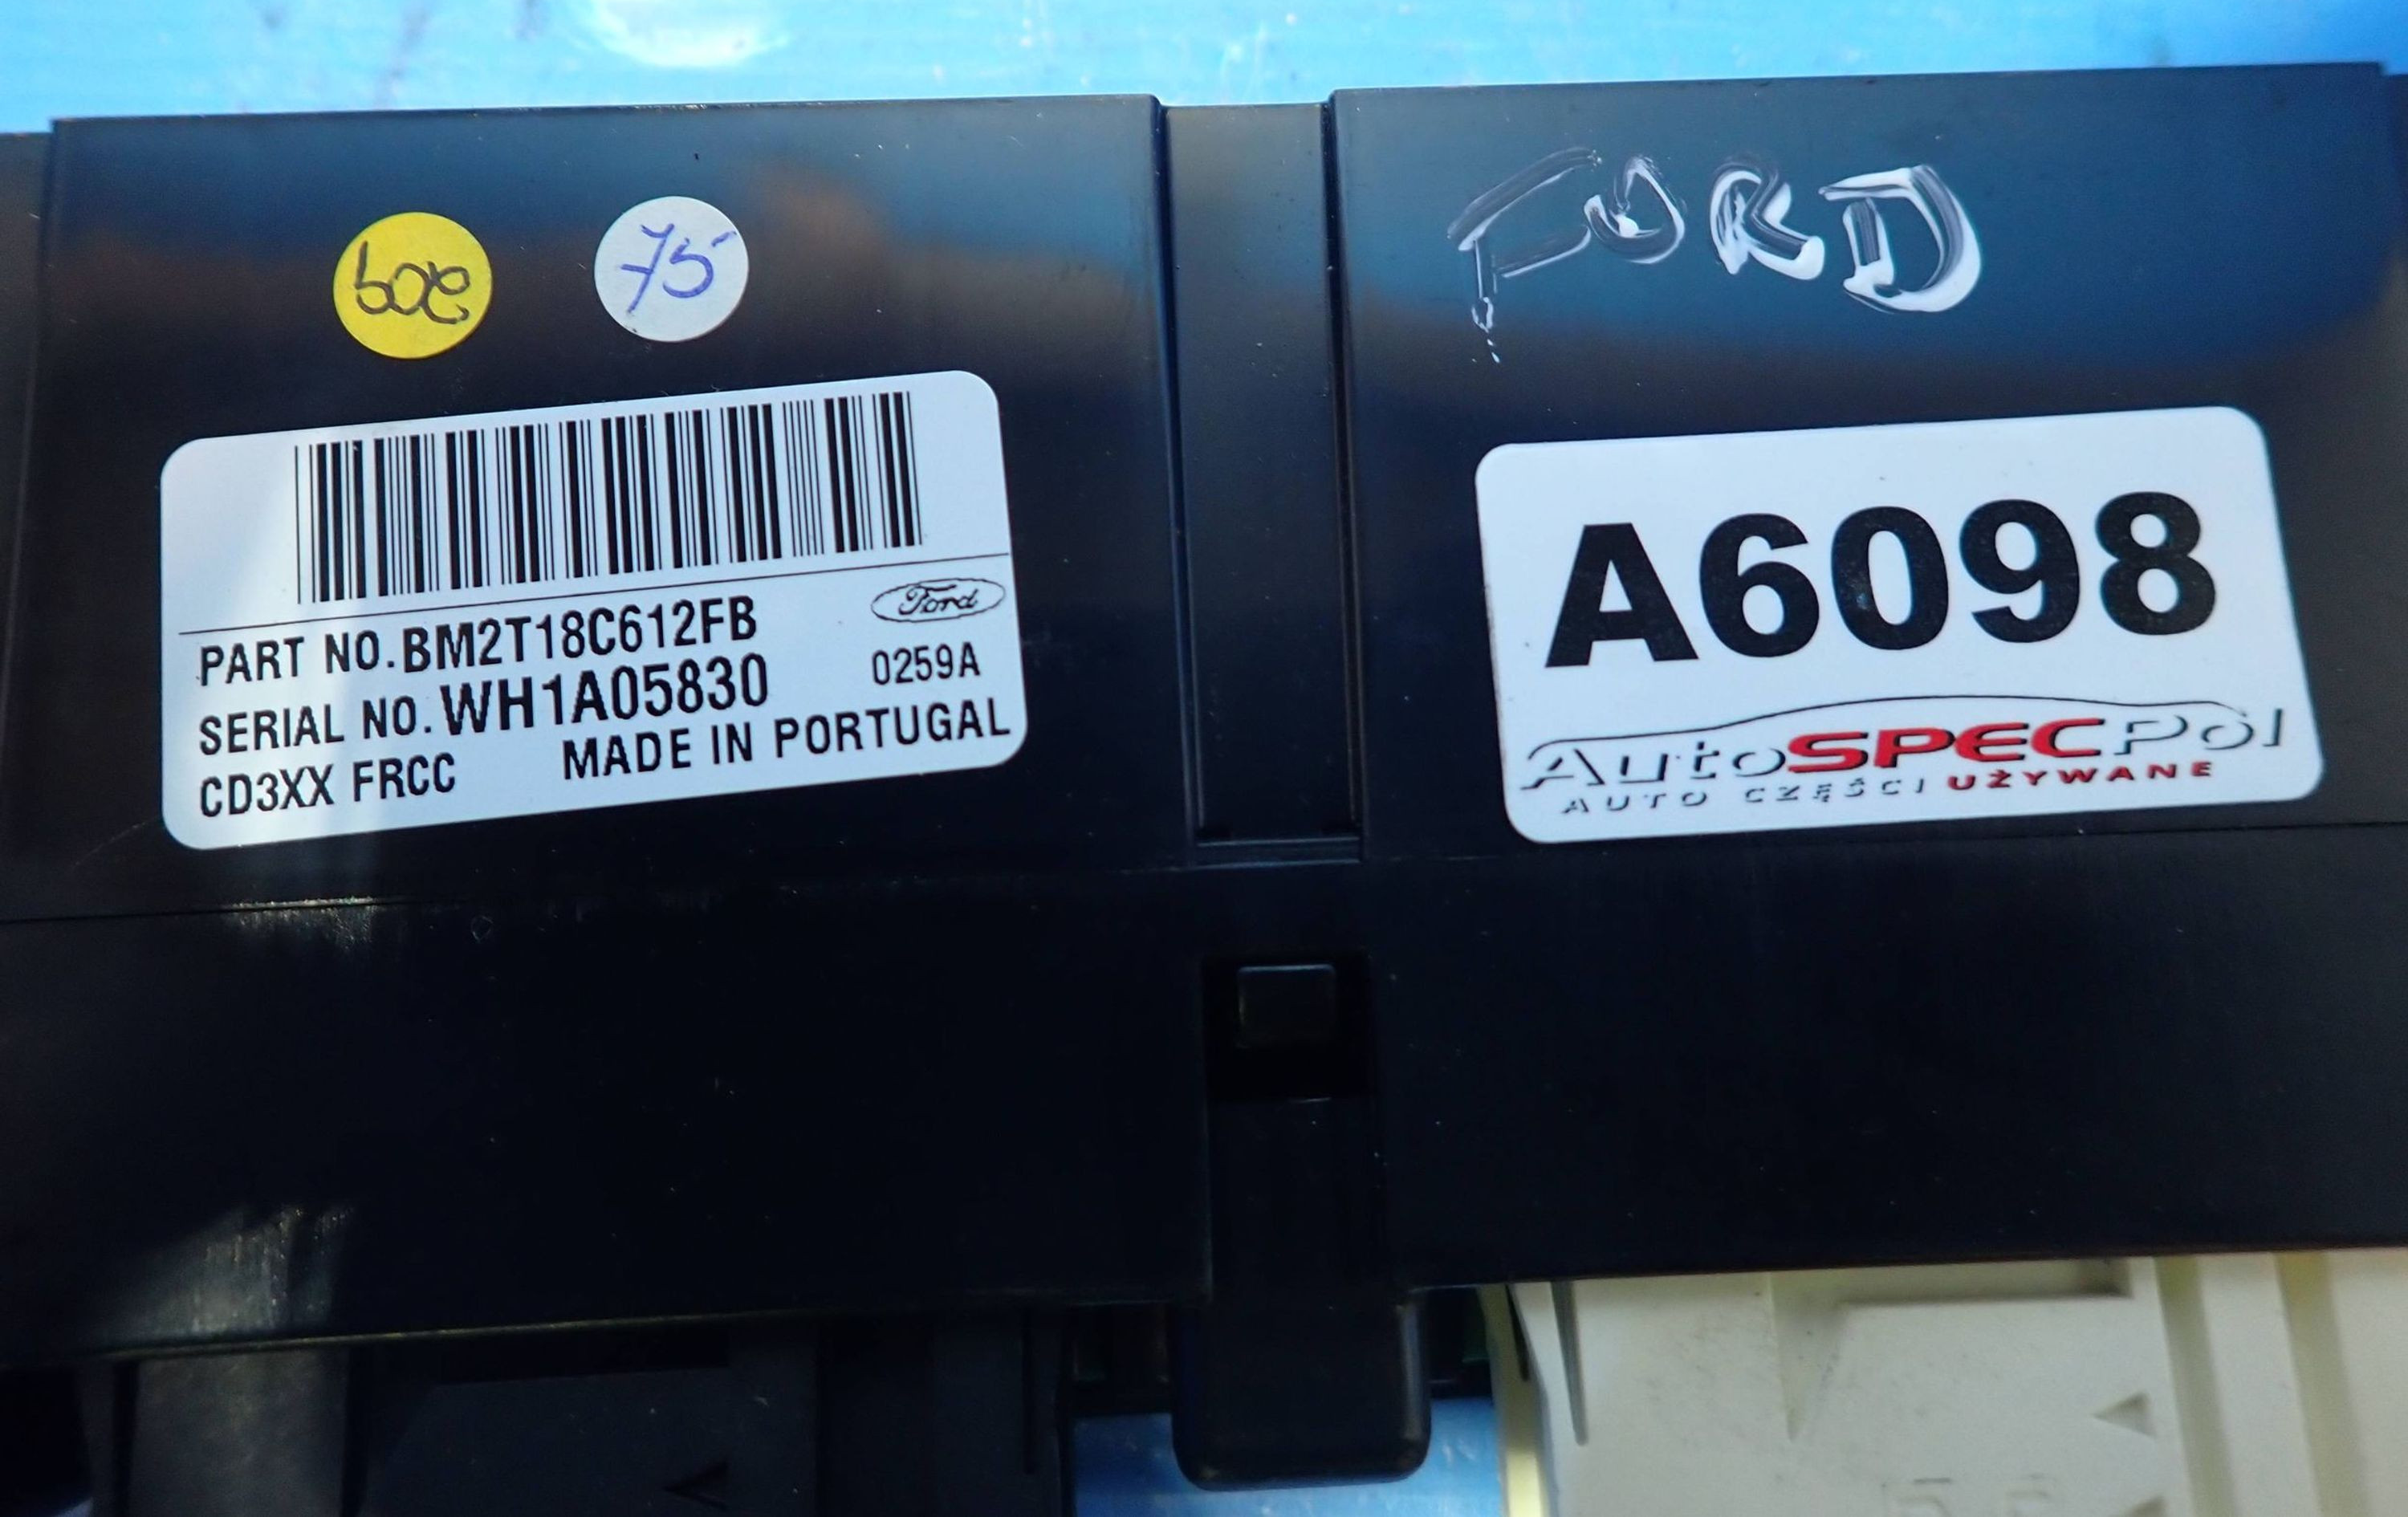 75
FORD
Ford
PART NO.BM2T18C612FB
SERIAL NO.WH1A05830 0259A
CD3XX FRCC MADE IN PORTUGAL
A6098
AutoSPECPol
AUTO CZĘŚCI UŻYWANE